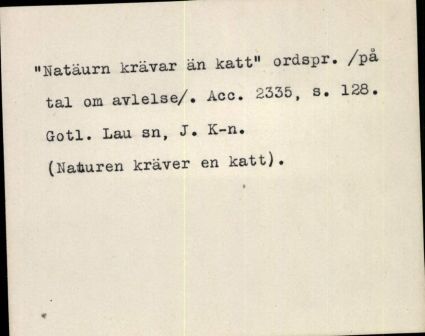 "Natäurn krävar än katt" ordspr. /på
tal om avlelse/. Acc. 2335, s. 128.
Gotl. Lau sn, J. K-n.
(Naturen kräver en katt).